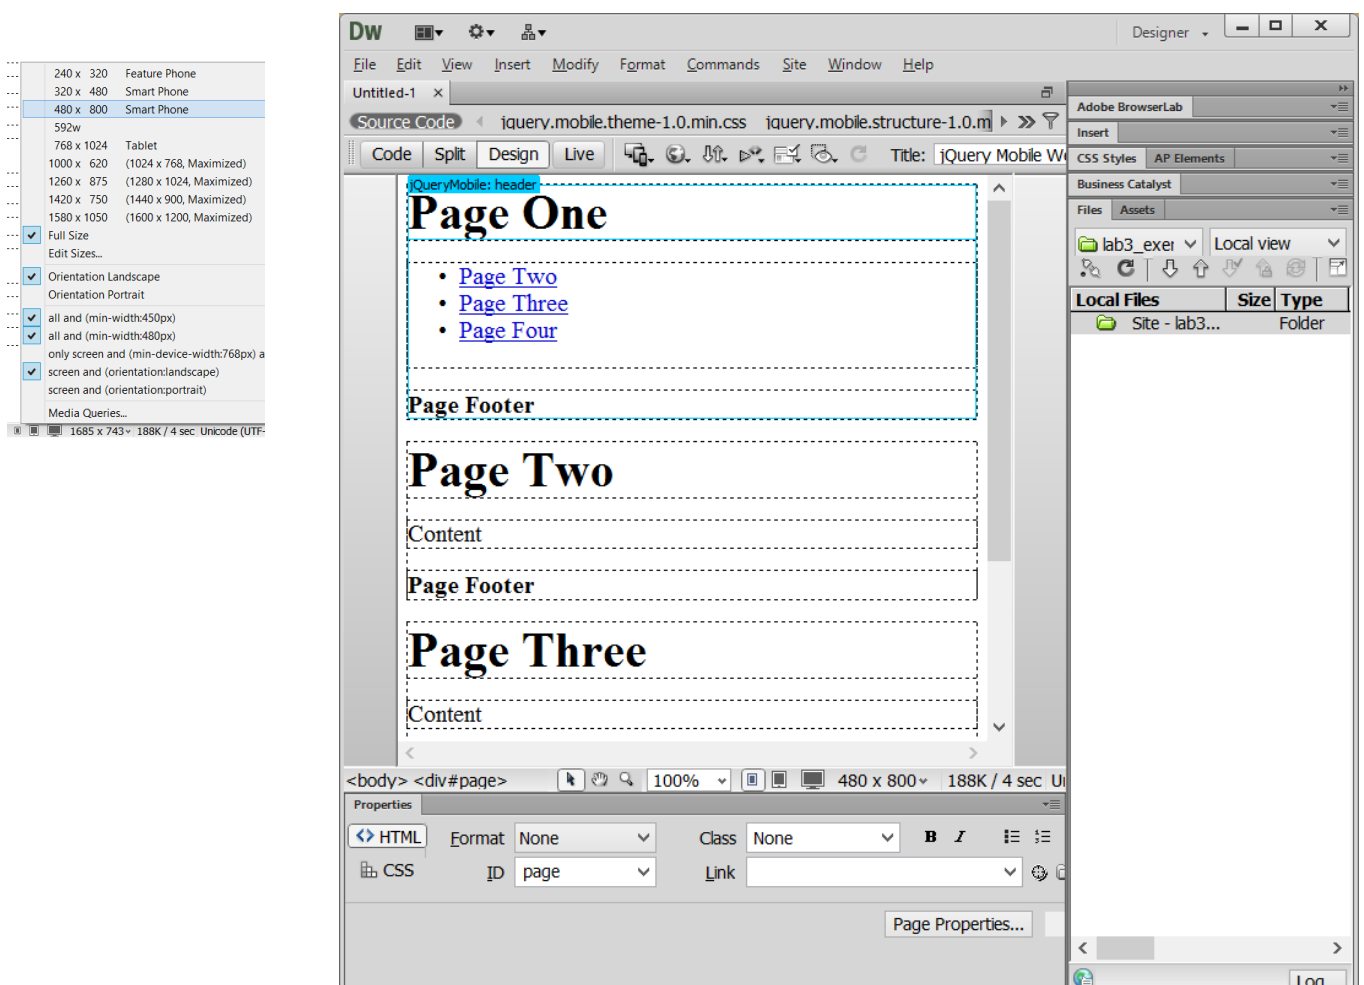 240 x 320 Feature Phone
320 x 480 Smart Phone
480 x 800 Smart Phone
592w
768 x 1024 Tablet
1000 x 620 (1024 x 768, Maximized)
1260 x 875 (1280 x 1024, Maximized)
1420 x 750 (1440 x 900, Maximized)
1580 x 1050 (1600 x 1200, Maximized)
Full Size
Edit Sizes...
Orientation Landscape
Orientation Portrait
all and (min-width:450px)
all and (min-width:480px)
only screen and (min-device-width:768px) a
screen and (orientation:landscape)
screen and (orientation:portrait)
Media Queries...
1685 x 743 188K / 4 sec Unicode (UTF-
Dw
Designer
File Edit View Insert Modify Format Commands Site Window Help
Untitled-1 ×
Source Code jquery.mobile.theme-1.0.min.css jquery.mobile.structure-1.0.m
Code Split Design Live Title: jQuery Mobile W
jQueryMobile: header
Page One
• Page Two
• Page Three
• Page Four
Page Footer
Page Two
Content
Page Footer
Page Three
Content
<body> <div#page> 100% 480 x 800 188K / 4 sec U
Properties
HTML Format None Class None B I
CSS ID page Link
Page Properties...
Adobe BrowserLab
Insert
CSS Styles AP Elements
Business Catalyst
Files Assets
lab3_exer Local view
Local Files Size Type
Site - lab3... Folder
Log